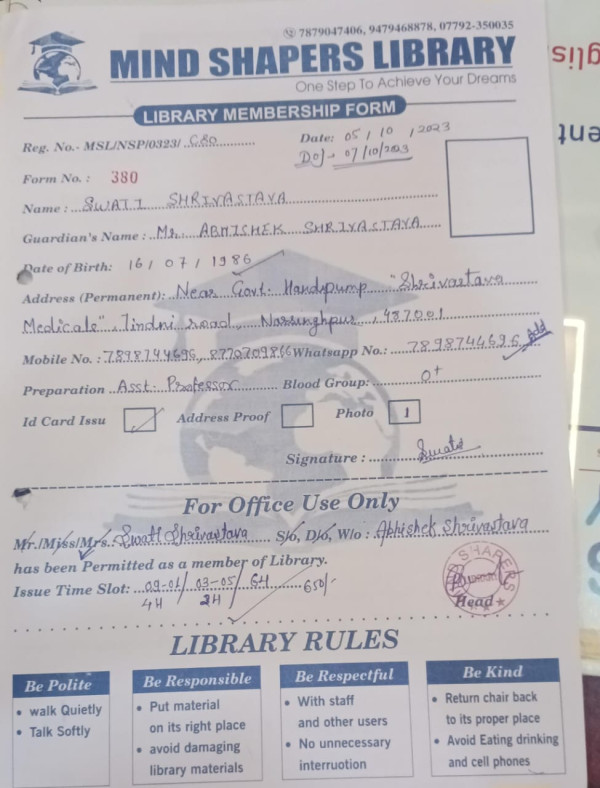 7879047406, 9479468878, 07792-350035
MIND SHAPERS LIBRARY
One Step To Achieve Your Dreams
LIBRARY MEMBERSHIP FORM
Reg. No.- MSL/NSP/0323/ C80 Date: 05 / 10 / 2023
DOJ - 07/10/2023
Form No. : 380
Name : SWATI SHRIVASTAVA
Guardian's Name : Mr. ABHISHEK SHRIVASTAVA
Date of Birth: 16 / 07 / 1986
Address (Permanent): Near Govt. Handpump "Shrivastava
Medicals", Jindni road, Narsinghpur, 487001
Mobile No. : 7898744696, Whatsapp No.: 7898744696 Add
Preparation Asst. Professor Blood Group: O+
Id Card Issu Address Proof Photo 1
Signature : Swati
For Office Use Only
Mr./Miss/Mrs. Swati Shrivastava S/o, D/o, W/o : Abhishek Shrivastava
has been Permitted as a member of Library.
Issue Time Slot: 09-01/ 03-05/ 6H 650/-
4H 2H
SHAPERS
Head
LIBRARY RULES
Be Polite
• walk Quietly
• Talk Softly
Be Responsible
• Put material
on its right place
• avoid damaging
library materials
Be Respectful
• With staff
and other users
• No unnecessary
interruotion
Be Kind
• Return chair back
to its proper place
• Avoid Eating drinking
and cell phones